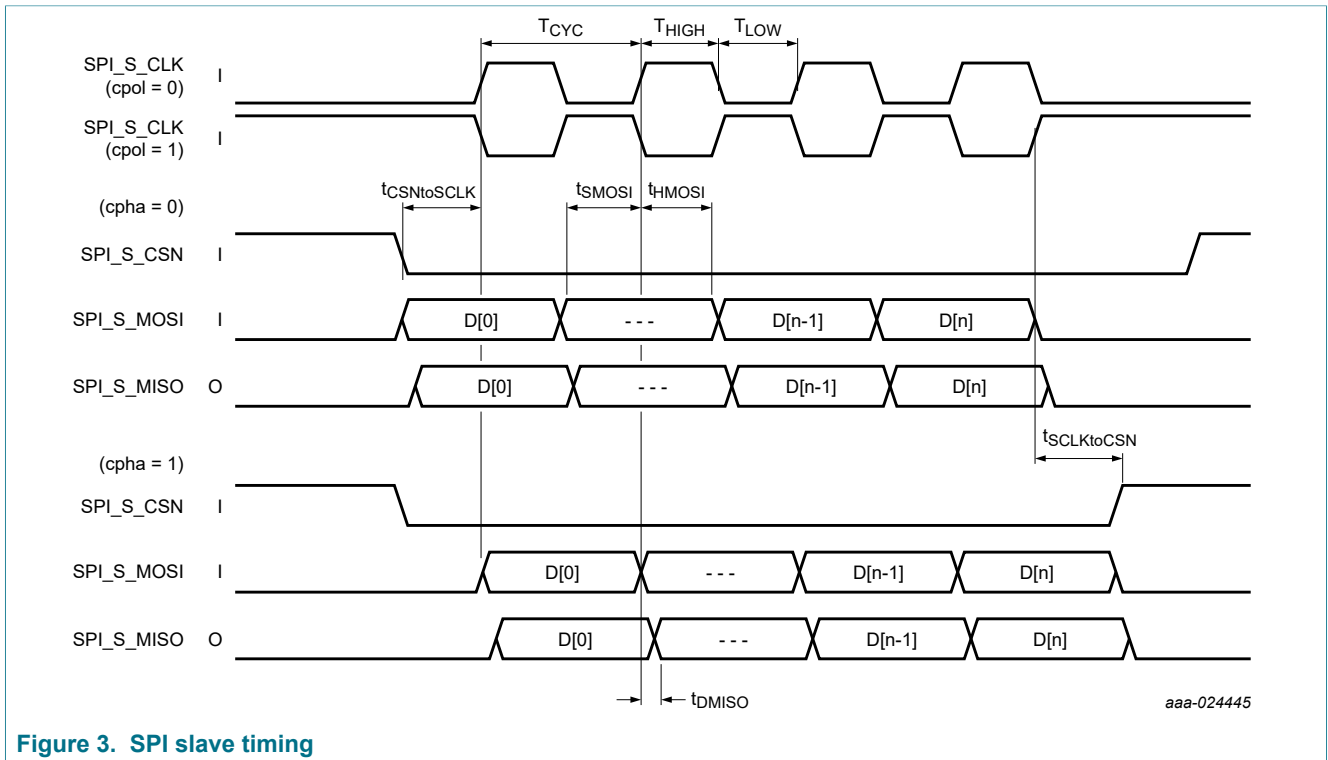 TCYC THIGH TLOW
SPI_S_CLK I
(cpol = 0)
SPI_S_CLK I
(cpol = 1)
tCSNtoSCLK tSMOSI tHMOSI
(cpha = 0)
SPI_S_CSN I
SPI_S_MOSI I D[0] - - - D[n-1] D[n]
SPI_S_MISO O D[0] - - - D[n-1] D[n]
tSCLKtoCSN
(cpha = 1)
SPI_S_CSN I
SPI_S_MOSI I D[0] - - - D[n-1] D[n]
SPI_S_MISO O D[0] - - - D[n-1] D[n]
tDMISO
aaa-024445
Figure 3. SPI slave timing